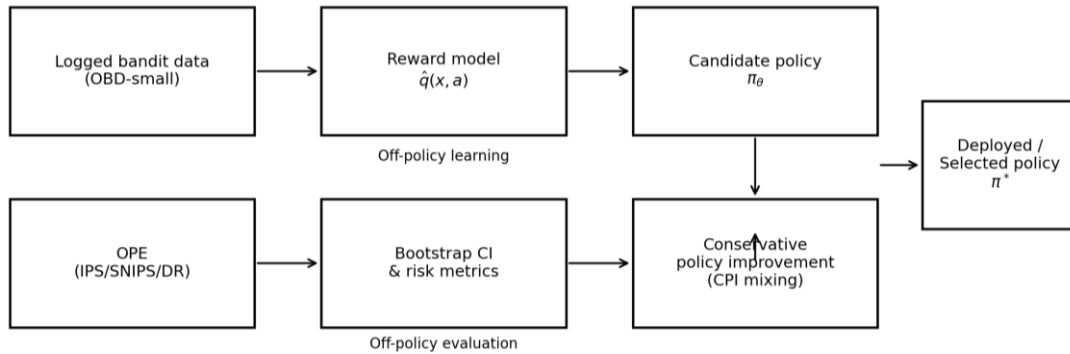 Logged bandit data
(OBD-small)
Reward model
q̂(x, a)
Candidate policy
π_θ
Off-policy learning
Deployed /
Selected policy
π*
OPE
(IPS/SNIPS/DR)
Bootstrap CI
& risk metrics
Conservative
policy improvement
(CPI mixing)
Off-policy evaluation